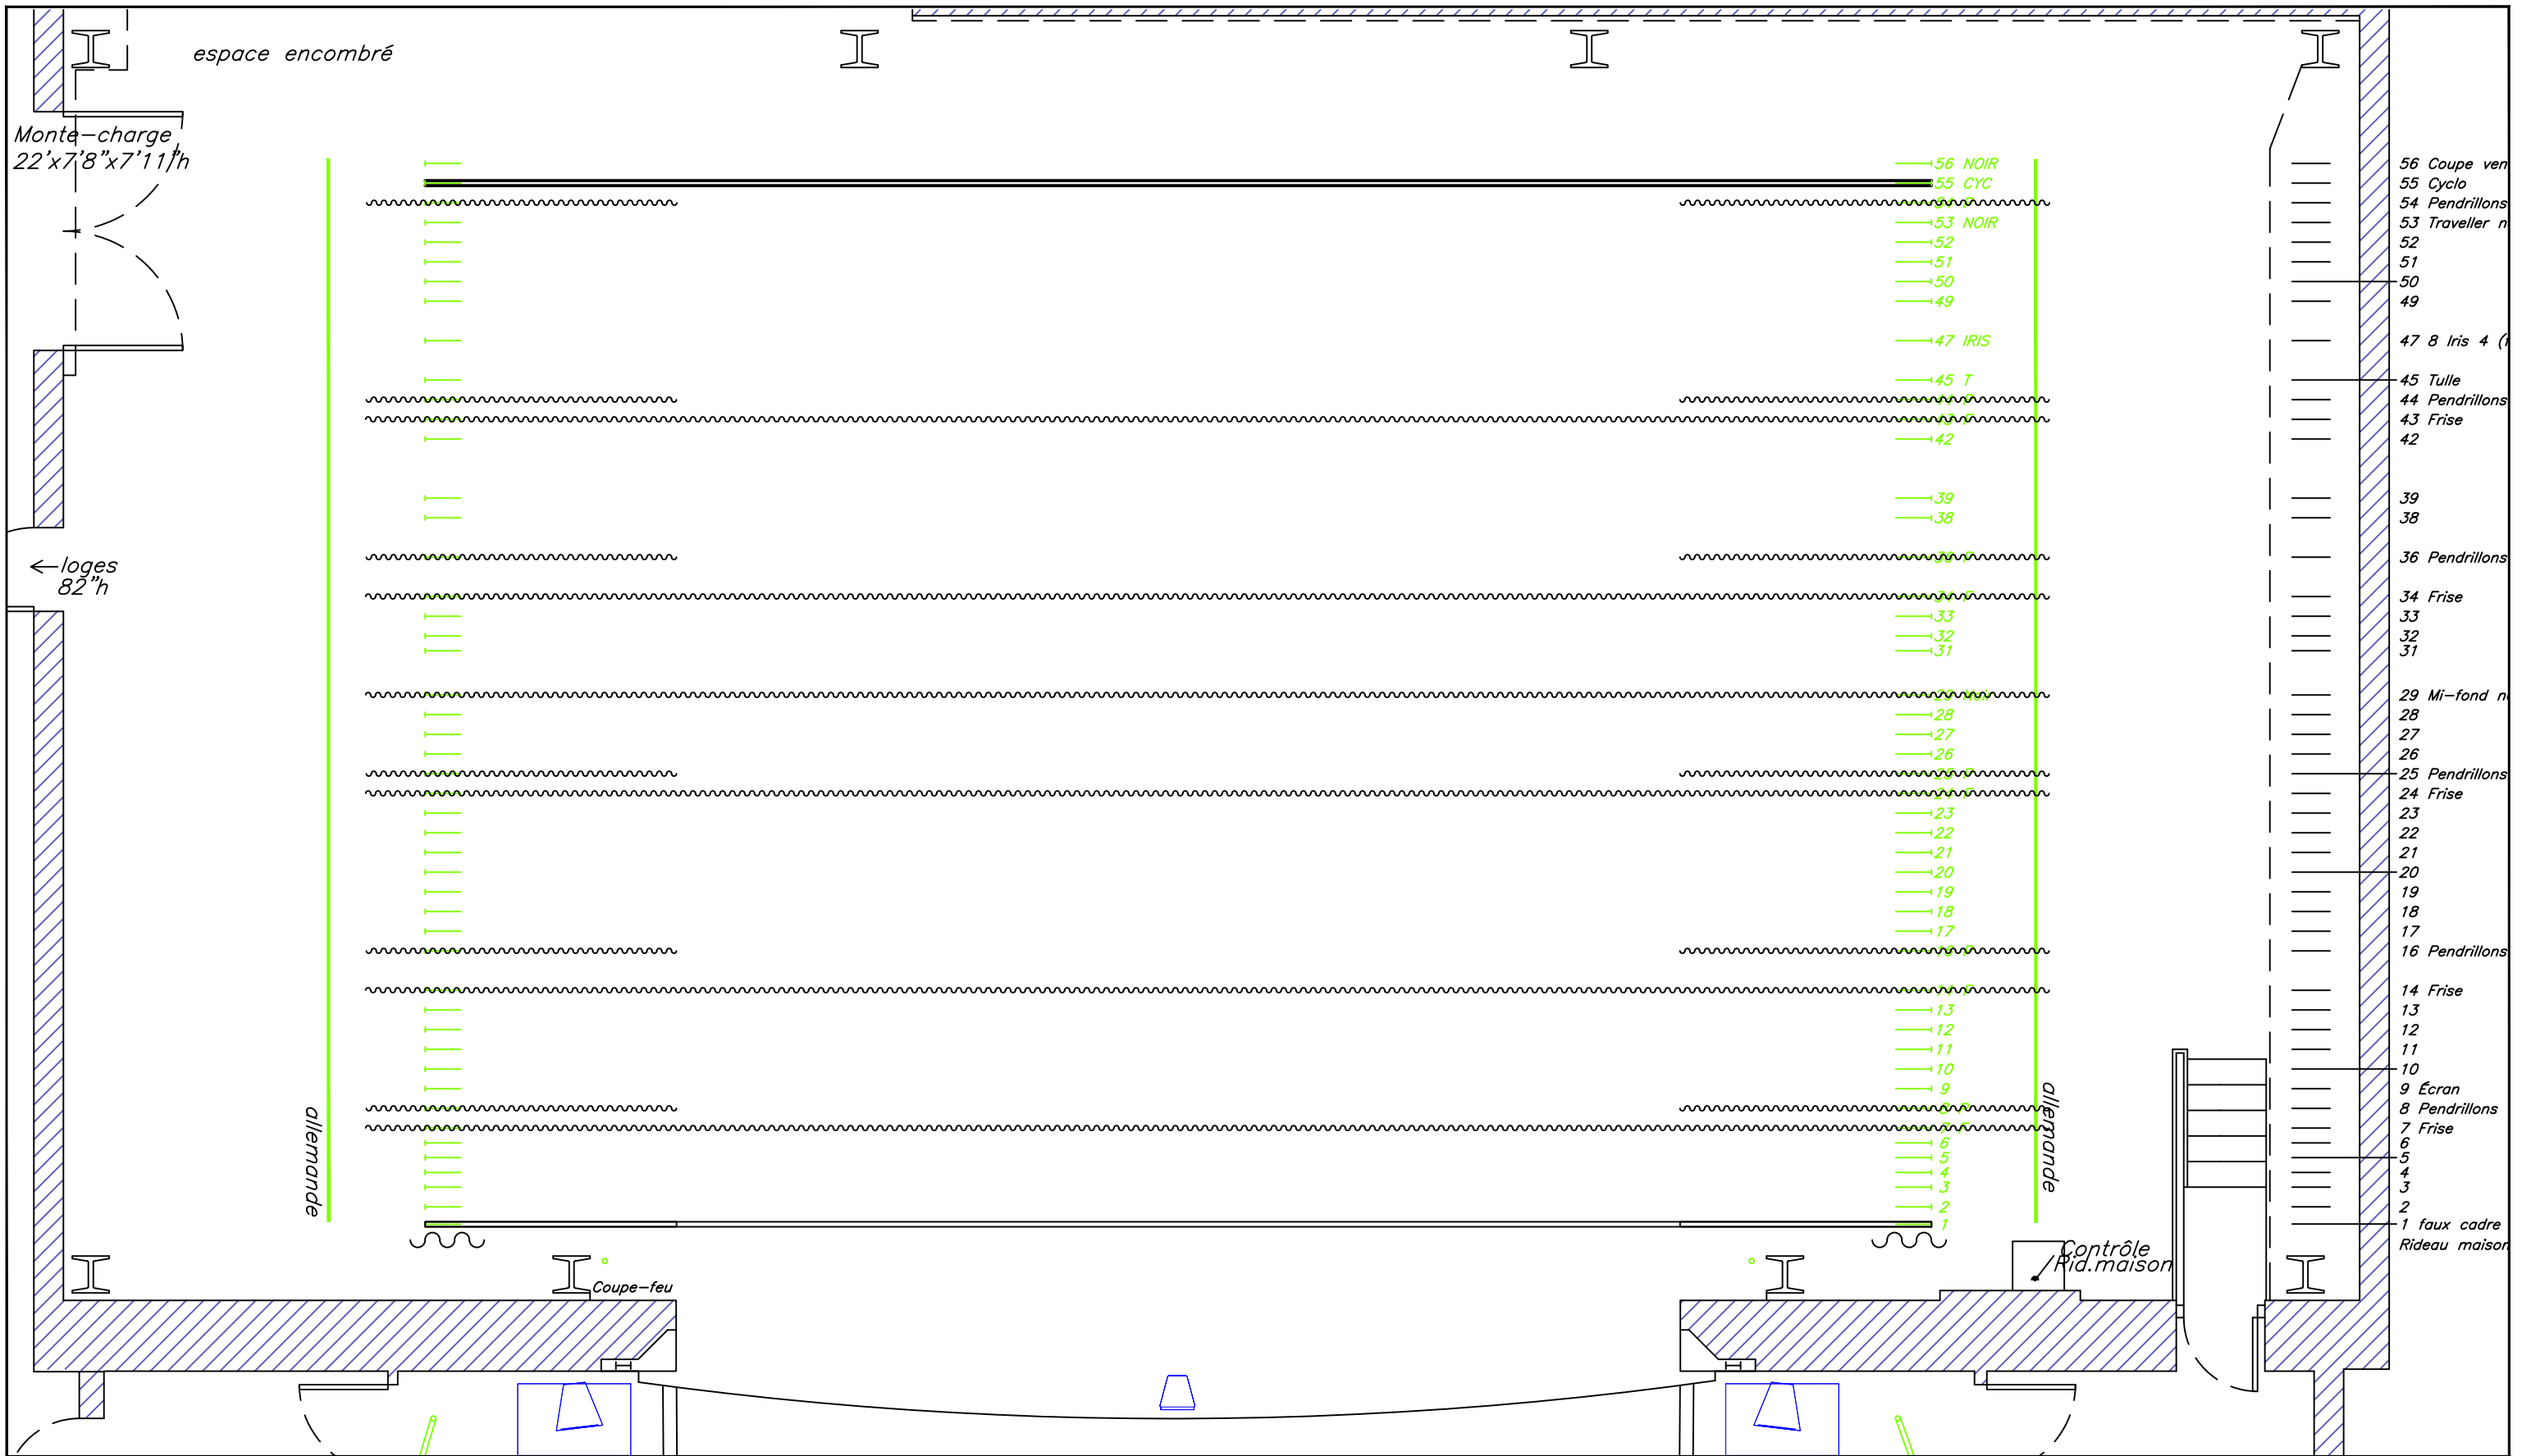 espace encombré
Monte-charge
22'x7'8"x7'11"h
←loges
82"h
allemande
Coupe-feu
56 NOIR
55 CYC
53 NOIR
52
51
50
49
47 IRIS
45 T
42
39
38
33
32
31
28
27
26
23
22
21
20
19
18
17
13
12
11
10
9
6
5
4
3
2
1
allemande
Contrôle
Rid.maison
56 Coupe ven
55 Cyclo
54 Pendrillons
53 Traveller n
52
51
50
49
47 8 Iris 4 (
45 Tulle
44 Pendrillons
43 Frise
42
39
38
36 Pendrillons
34 Frise
33
32
31
29 Mi-fond n
28
27
26
25 Pendrillons
24 Frise
23
22
21
20
19
18
17
16 Pendrillons
14 Frise
13
12
11
10
9 Écran
8 Pendrillons
7 Frise
6
5
4
3
2
1 faux cadre
Rideau maison